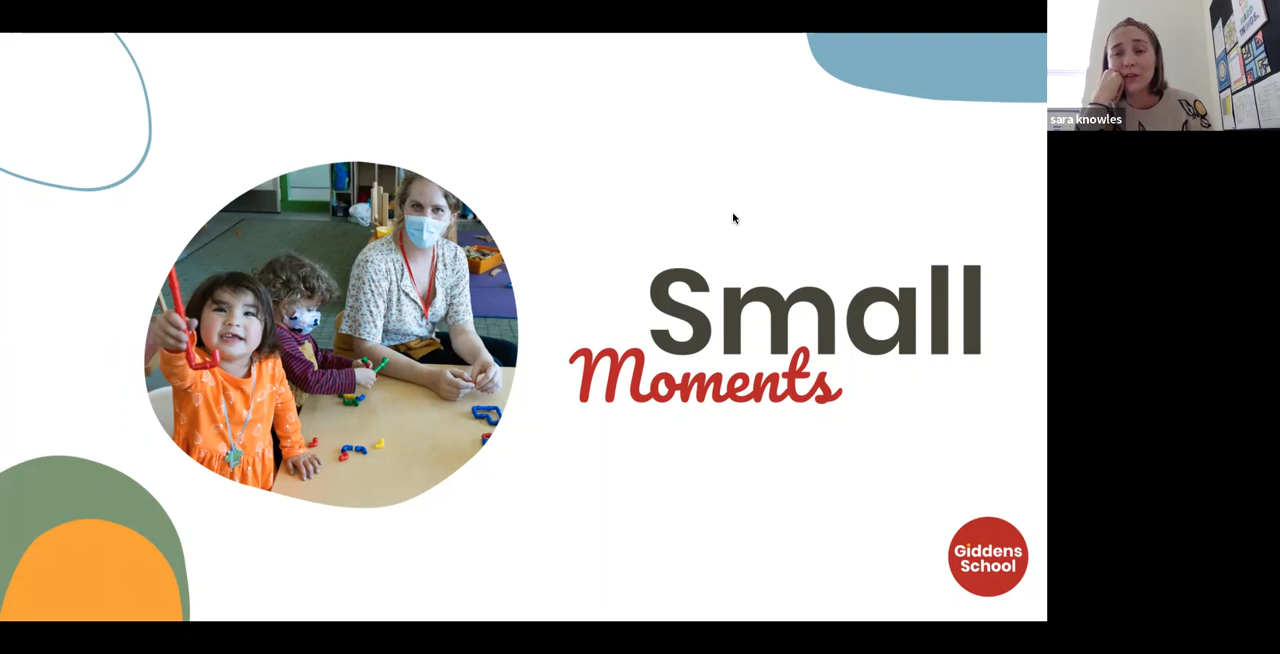 Small
Moments
Giddens
School
sara knowles